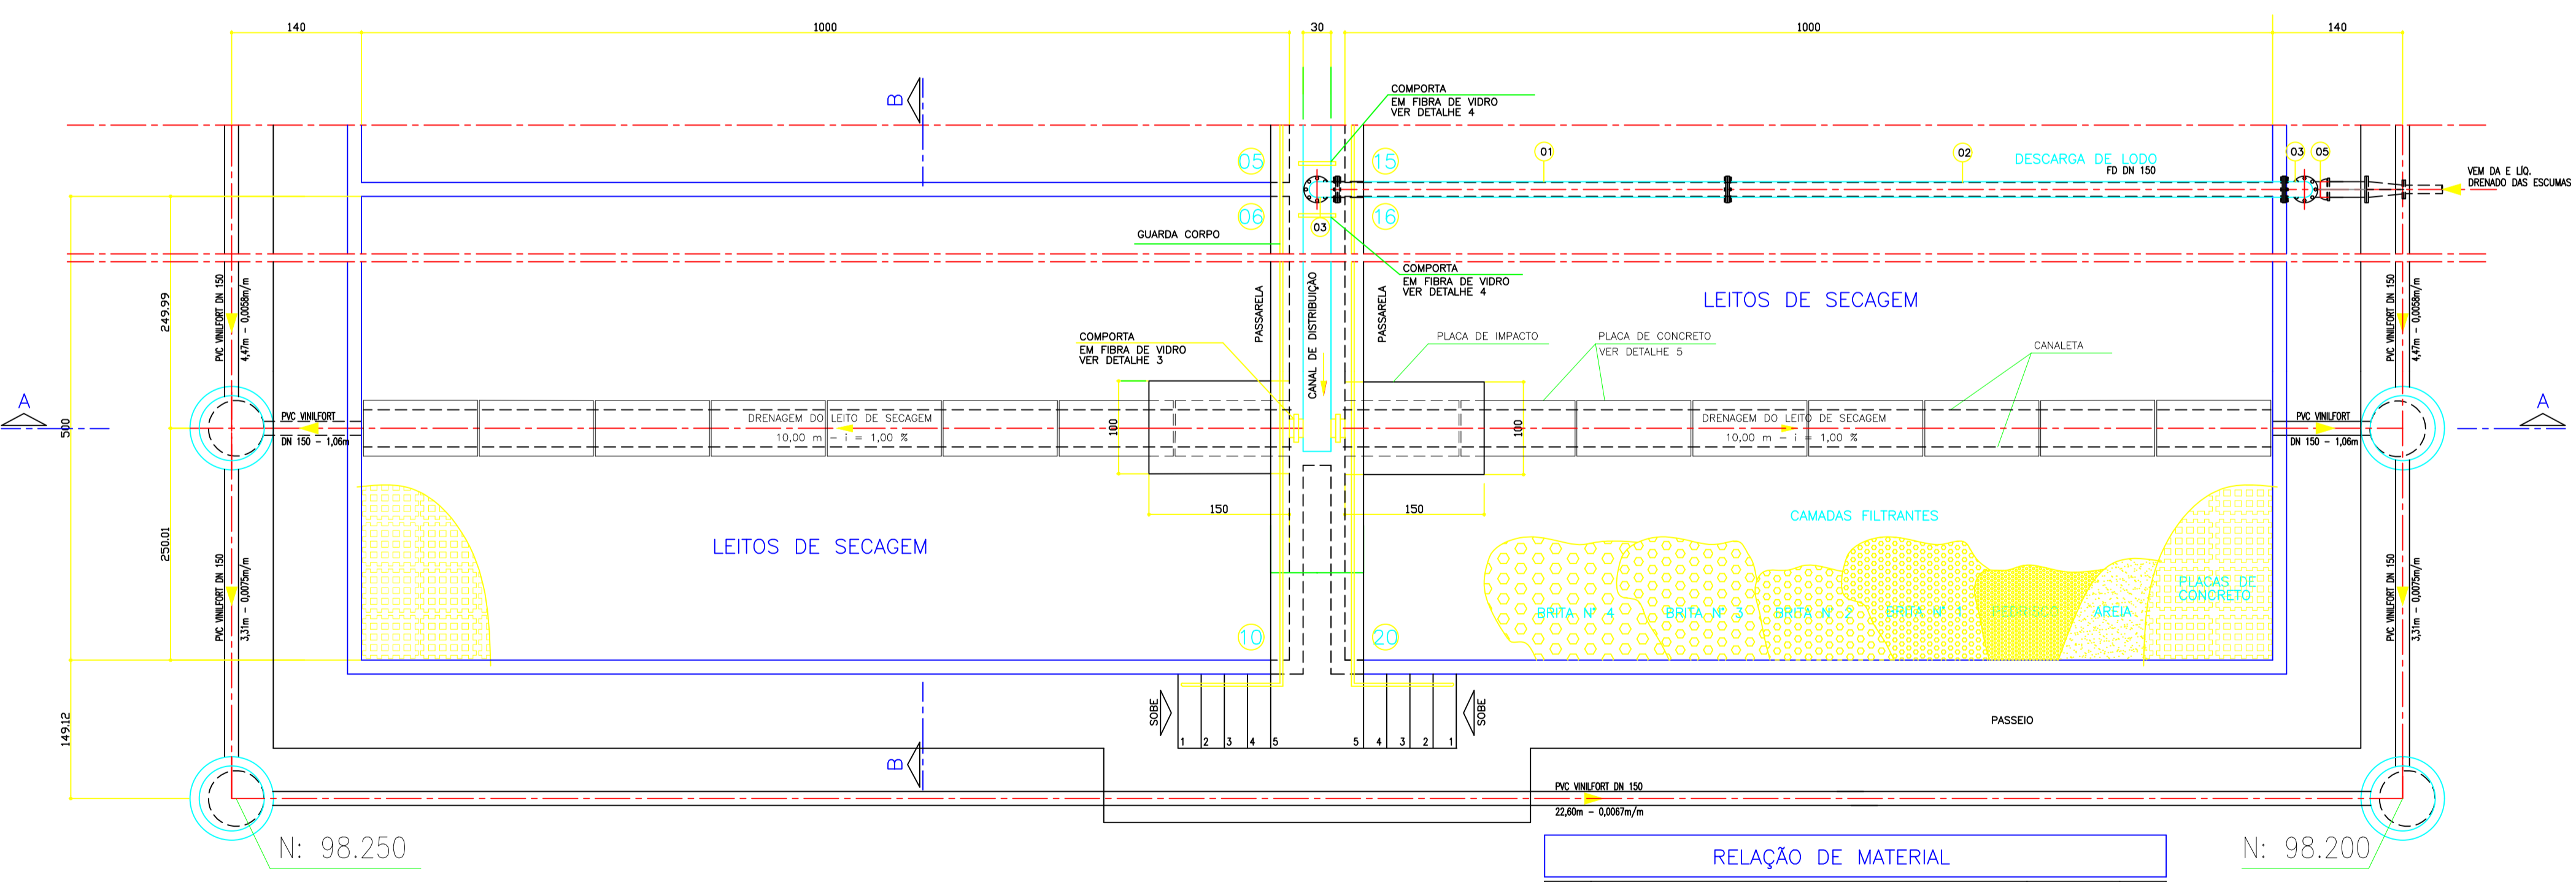 140
1000
30
1000
140
B
COMPORTA
EM FIBRA DE VIDRO
VER DETALHE 4
05
15
01
02
DESCARGA DE LODO
FD DN 150
03
05
VEM DA E LÍQ.
DRENADO DAS ESCUMAS
06
16
03
GUARDA CORPO
COMPORTA
EM FIBRA DE VIDRO
VER DETALHE 4
249.99
PVC VINILFORT DN 150
4,47m - 0,0058m/m
PASSARELA
CANAL DE DISTRIBUIÇÃO
PASSARELA
LEITOS DE SECAGEM
PVC VINILFORT DN 150
4,47m - 0,0058m/m
COMPORTA
EM FIBRA DE VIDRO
VER DETALHE 3
PLACA DE IMPACTO
PLACA DE CONCRETO
VER DETALHE 5
CANALETA
A
A
500
PVC VINILFORT
DN 150 - 1,06m
DRENAGEM DO LEITO DE SECAGEM
10,00 m - i = 1,00 %
100
100
DRENAGEM DO LEITO DE SECAGEM
10,00 m - i = 1,00 %
PVC VINILFORT
DN 150 - 1,06m
150
150
250.01
LEITOS DE SECAGEM
CAMADAS FILTRANTES
PVC VINILFORT DN 150
3,31m - 0,0075m/m
BRITA N° 4
BRITA N° 3
BRITA N° 2
BRITA N° 1
PEDRISCO
AREIA
PLACAS DE
CONCRETO
PVC VINILFORT DN 150
3,31m - 0,0075m/m
10
20
149.12
SOBE
SOBE
1 2 3 4 5
5 4 3 2 1
PASSEIO
B
PVC VINILFORT DN 150
22,60m - 0,0067m/m
N: 98.250
RELAÇÃO DE MATERIAL
N: 98.200